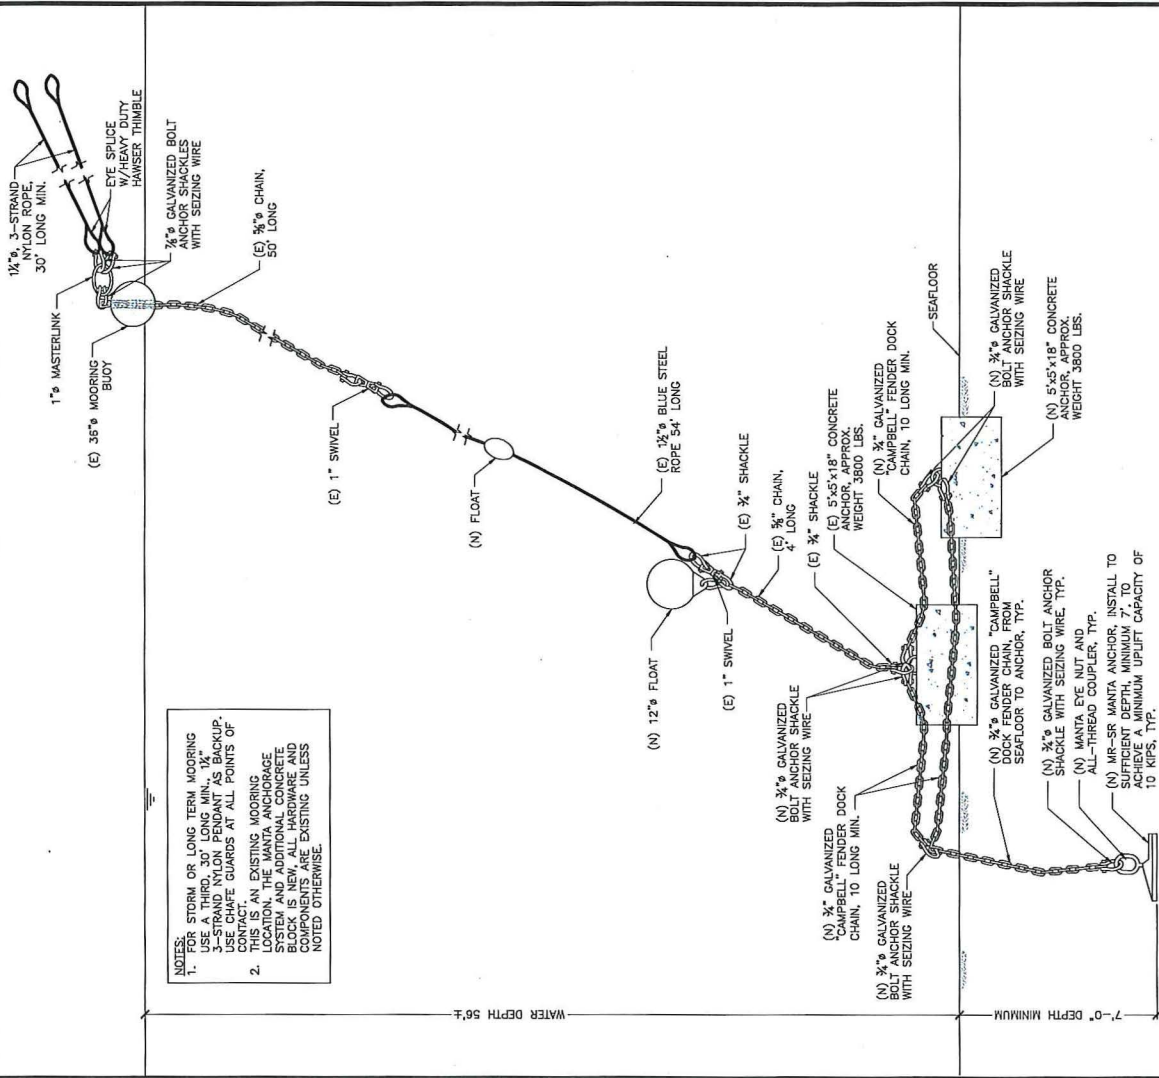 1¼"ø, 3-STRAND
NYLON ROPE,
30' LONG MIN.
EYE SPLICE
W/HEAVY DUTY
HAWSER THIMBLE
1"ø MASTERLINK
(E) 36"ø MOORING
BUOY
⅞"ø GALVANIZED BOLT
ANCHOR SHACKLES
WITH SEIZING WIRE
(E) ⅝"ø CHAIN,
50' LONG
(E) 1" SWIVEL
(N) FLOAT
(E) 1½"ø BLUE STEEL
ROPE 54' LONG
(N) 12"ø FLOAT
(E) ¾" SHACKLE
(E) 1" SWIVEL
(E) ⅝" CHAIN,
4' LONG
(E) ¾" SHACKLE
(E) 5'x5'x18" CONCRETE
ANCHOR, APPROX.
WEIGHT 3800 LBS.
(N) ¾" GALVANIZED
"CAMPBELL" FENDER DOCK
CHAIN, 10 LONG MIN.
SEAFLOOR
(N) ¾"ø GALVANIZED
BOLT ANCHOR SHACKLE
WITH SEIZING WIRE
(N) 5'x5'x18" CONCRETE
ANCHOR, APPROX.
WEIGHT 3800 LBS.
NOTES:
1. FOR STORM OR LONG TERM MOORING
USE A THIRD, 30' LONG MIN., 1¼"
3-STRAND NYLON PENDANT AS BACKUP.
USE CHAFE GUARDS AT ALL POINTS OF
CONTACT.
2. THIS IS AN EXISTING MOORING
LOCATION. THE MANTA ANCHORAGE
SYSTEM AND ADDITIONAL CONCRETE
BLOCK IS NEW, ALL HARDWARE AND
COMPONENTS ARE EXISTING UNLESS
NOTED OTHERWISE.
(N) ¾"ø GALVANIZED
BOLT ANCHOR SHACKLE
WITH SEIZING WIRE
(N) ¾" GALVANIZED
"CAMPBELL" FENDER DOCK
CHAIN, 10 LONG MIN.
(N) ¾"ø GALVANIZED
BOLT ANCHOR SHACKLE
WITH SEIZING WIRE
(N) ¾"ø GALVANIZED "CAMPBELL"
DOCK FENDER CHAIN, FROM
SEAFLOOR TO ANCHOR, TYP.
(N) ¾"ø GALVANIZED BOLT ANCHOR
SHACKLE WITH SEIZING WIRE, TYP.
(N) MANTA EYE NUT AND
ALL-THREAD COUPLER, TYP.
(N) MR-SR MANTA ANCHOR, INSTALL TO
SUFFICIENT DEPTH, MINIMUM 7', TO
ACHIEVE A MINIMUM UPLIFT CAPACITY OF
10 KIPS, TYP.
WATER DEPTH 56'±
7'-0" DEPTH MINIMUM